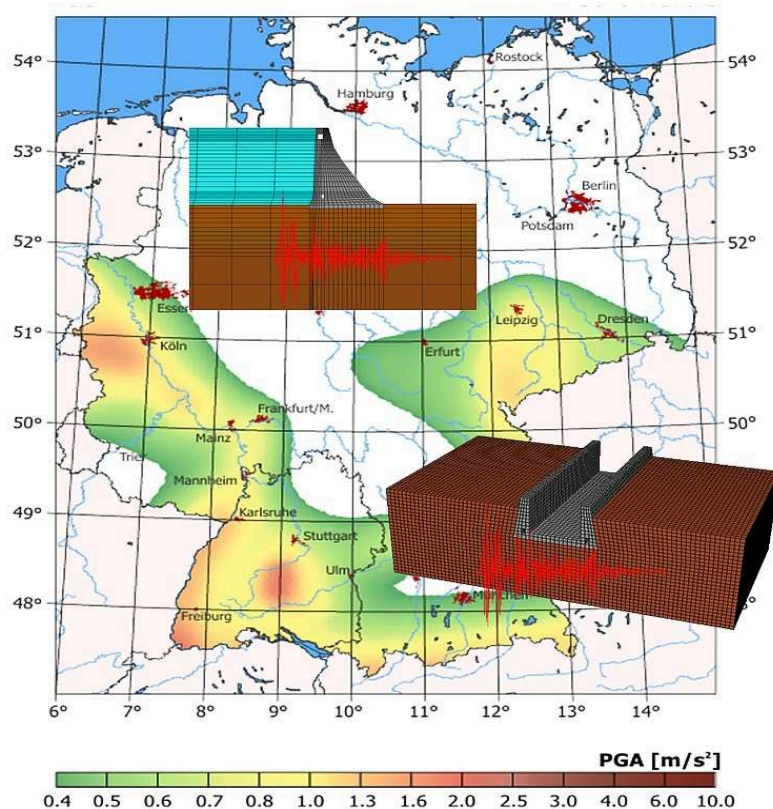 54°
54°
Rostock
Hamburg
53°
53°
Berlin
Potsdam
52°
52°
Essen
51°
51°
Leipzig
Dresden
Köln
Erfurt
50°
50°
Frankfurt/M.
Mainz
Trier
Mannheim
49°
Karlsruhe
Stuttgart
Ulm
München
48°
Freiburg
6° 7° 8° 9° 10° 11° 12° 13° 14°
PGA [m/s²]
0.4 0.5 0.6 0.7 0.8 1.0 1.3 1.6 2.0 2.5 3.0 4.0 6.0 10.0